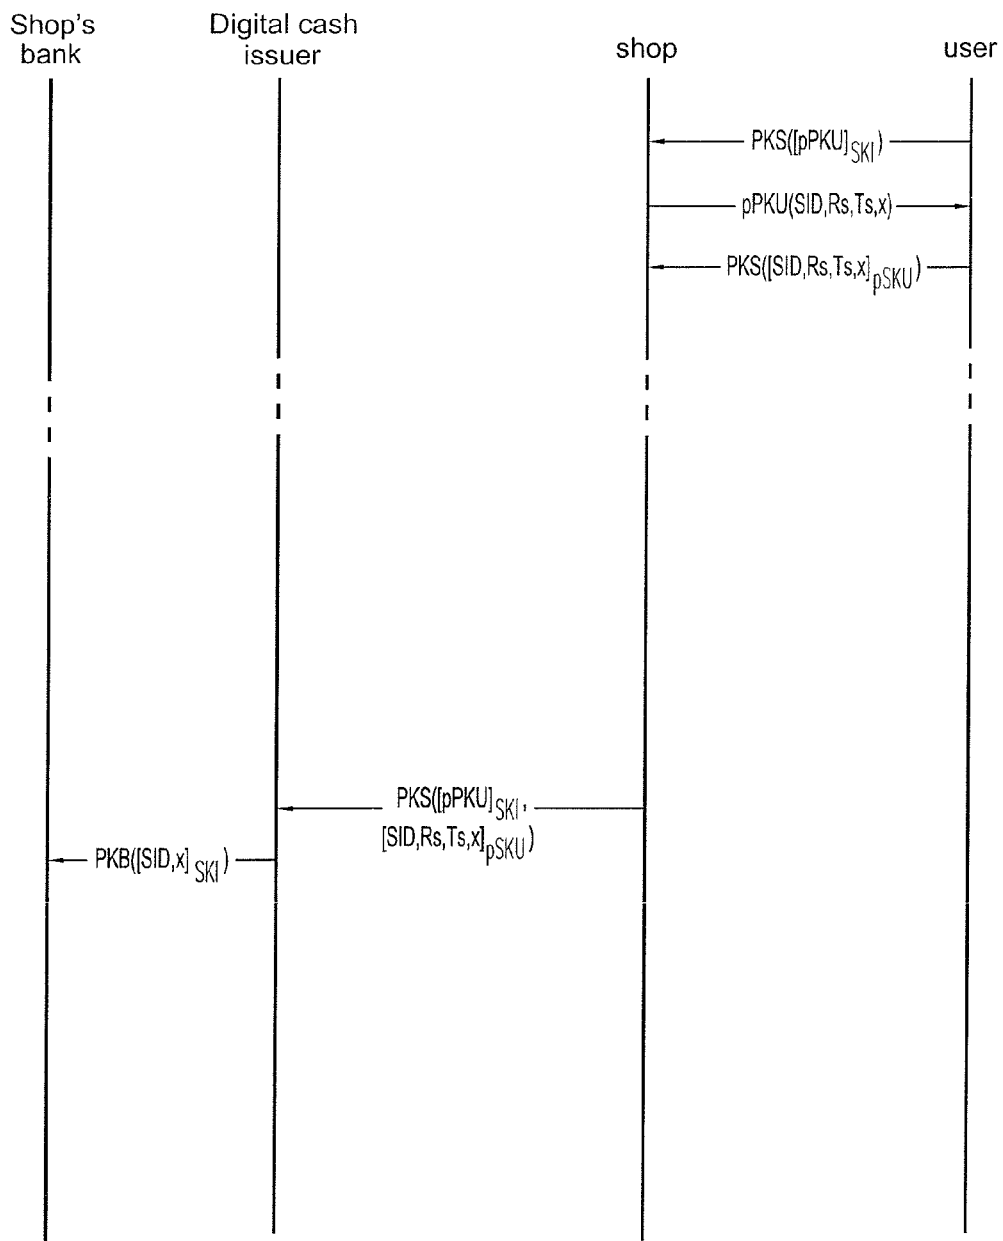 Shop's
bank
Digital cash
issuer
shop
user
PKS([pPKU]SKI)
pPKU(SID,Rs,Ts,x)
PKS([SID,Rs,Ts,x]pSKU)
PKS([pPKU]SKI,
[SID,Rs,Ts,x]pSKU)
PKB([SID,x]SKI)